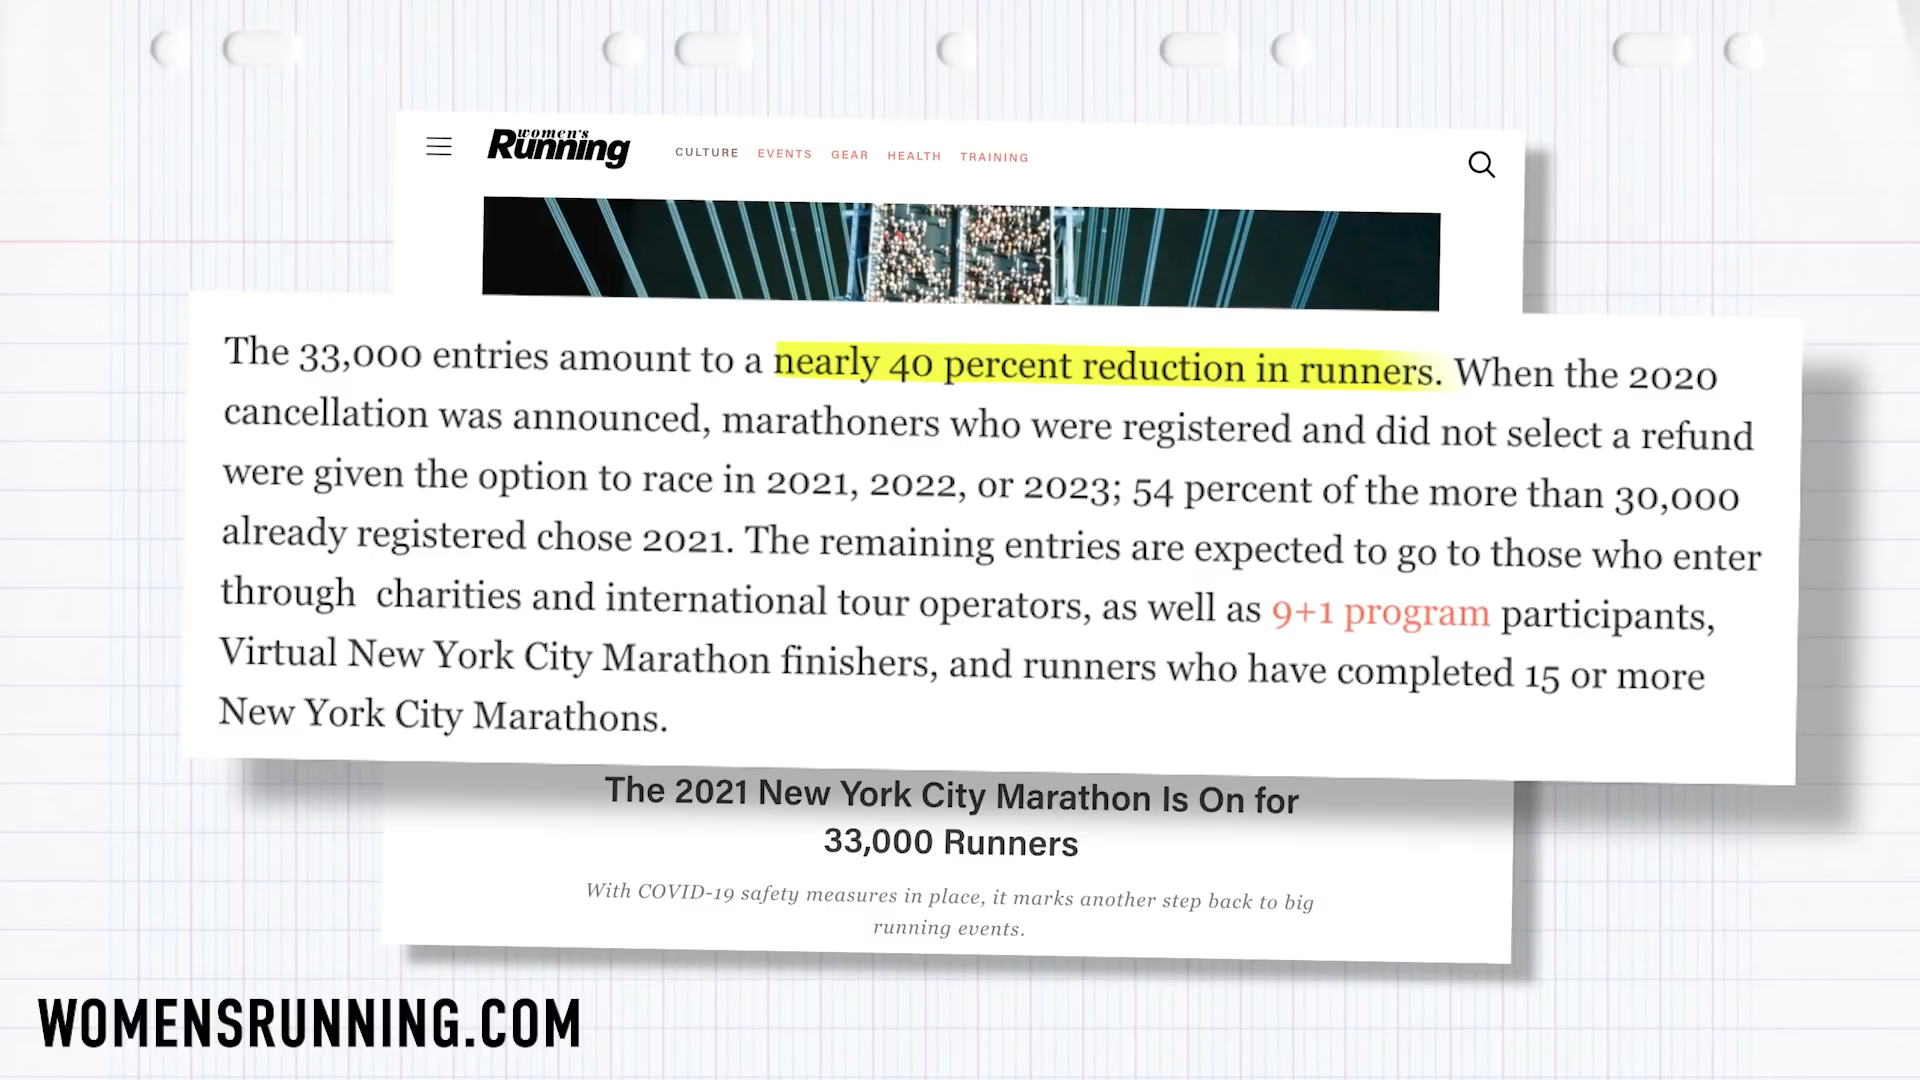 women's
Running
CULTURE EVENTS GEAR HEALTH TRAINING
The 33,000 entries amount to a nearly 40 percent reduction in runners. When the 2020
cancellation was announced, marathoners who were registered and did not select a refund
were given the option to race in 2021, 2022, or 2023; 54 percent of the more than 30,000
already registered chose 2021. The remaining entries are expected to go to those who enter
through charities and international tour operators, as well as 9+1 program participants,
Virtual New York City Marathon finishers, and runners who have completed 15 or more
New York City Marathons.
The 2021 New York City Marathon Is On for
33,000 Runners
With COVID-19 safety measures in place, it marks another step back to big
running events.
WOMENSRUNNING.COM